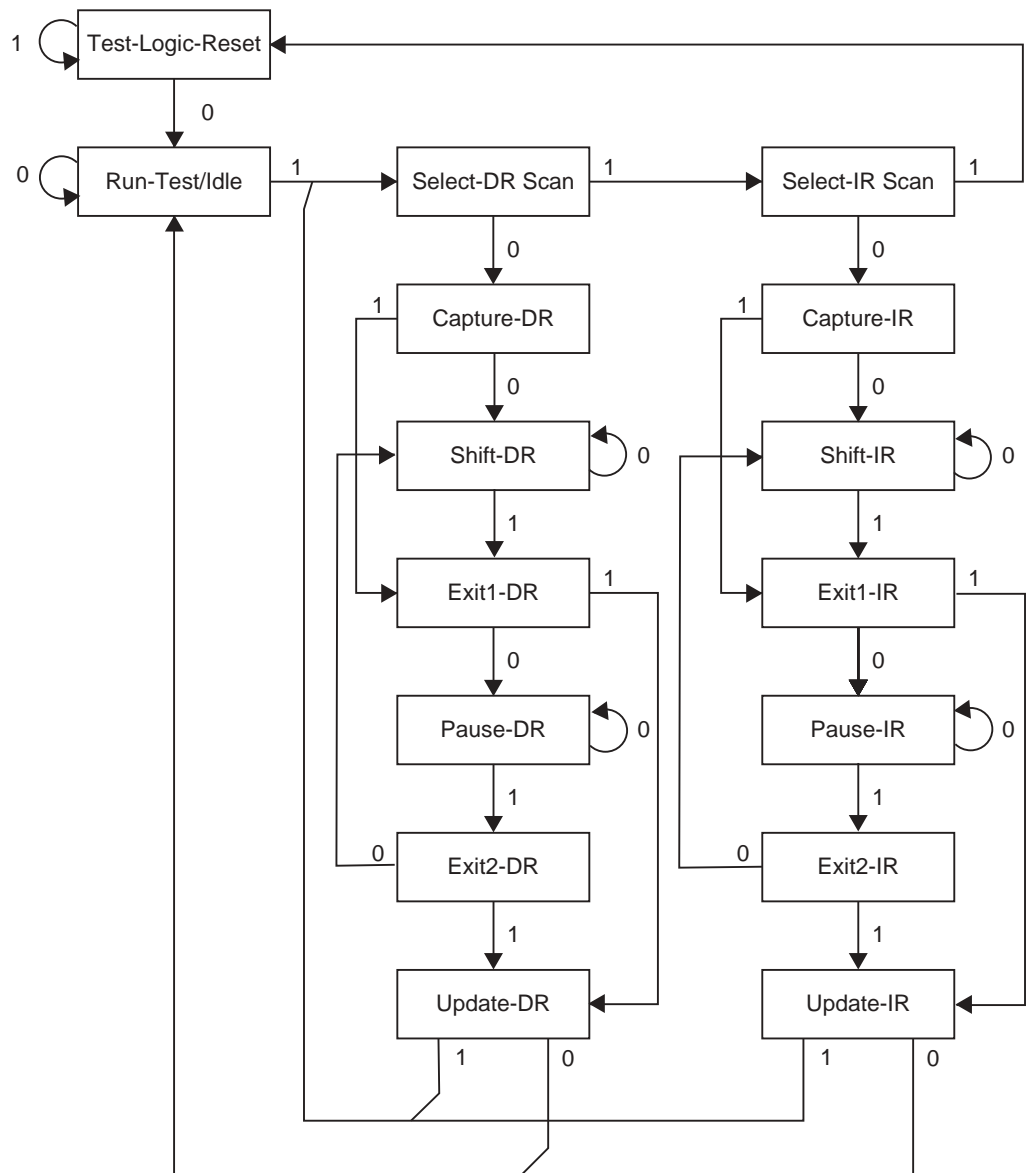 1 Test-Logic-Reset
0
0 Run-Test/Idle 1 Select-DR Scan 1 Select-IR Scan 1
0 0
1 Capture-DR 1 Capture-IR
0 0
Shift-DR 0 Shift-IR 0
1 1
Exit1-DR 1 Exit1-IR 1
0 0
Pause-DR 0 Pause-IR 0
1 1
0 Exit2-DR 0 Exit2-IR
1 1
Update-DR Update-IR
1 0 1 0